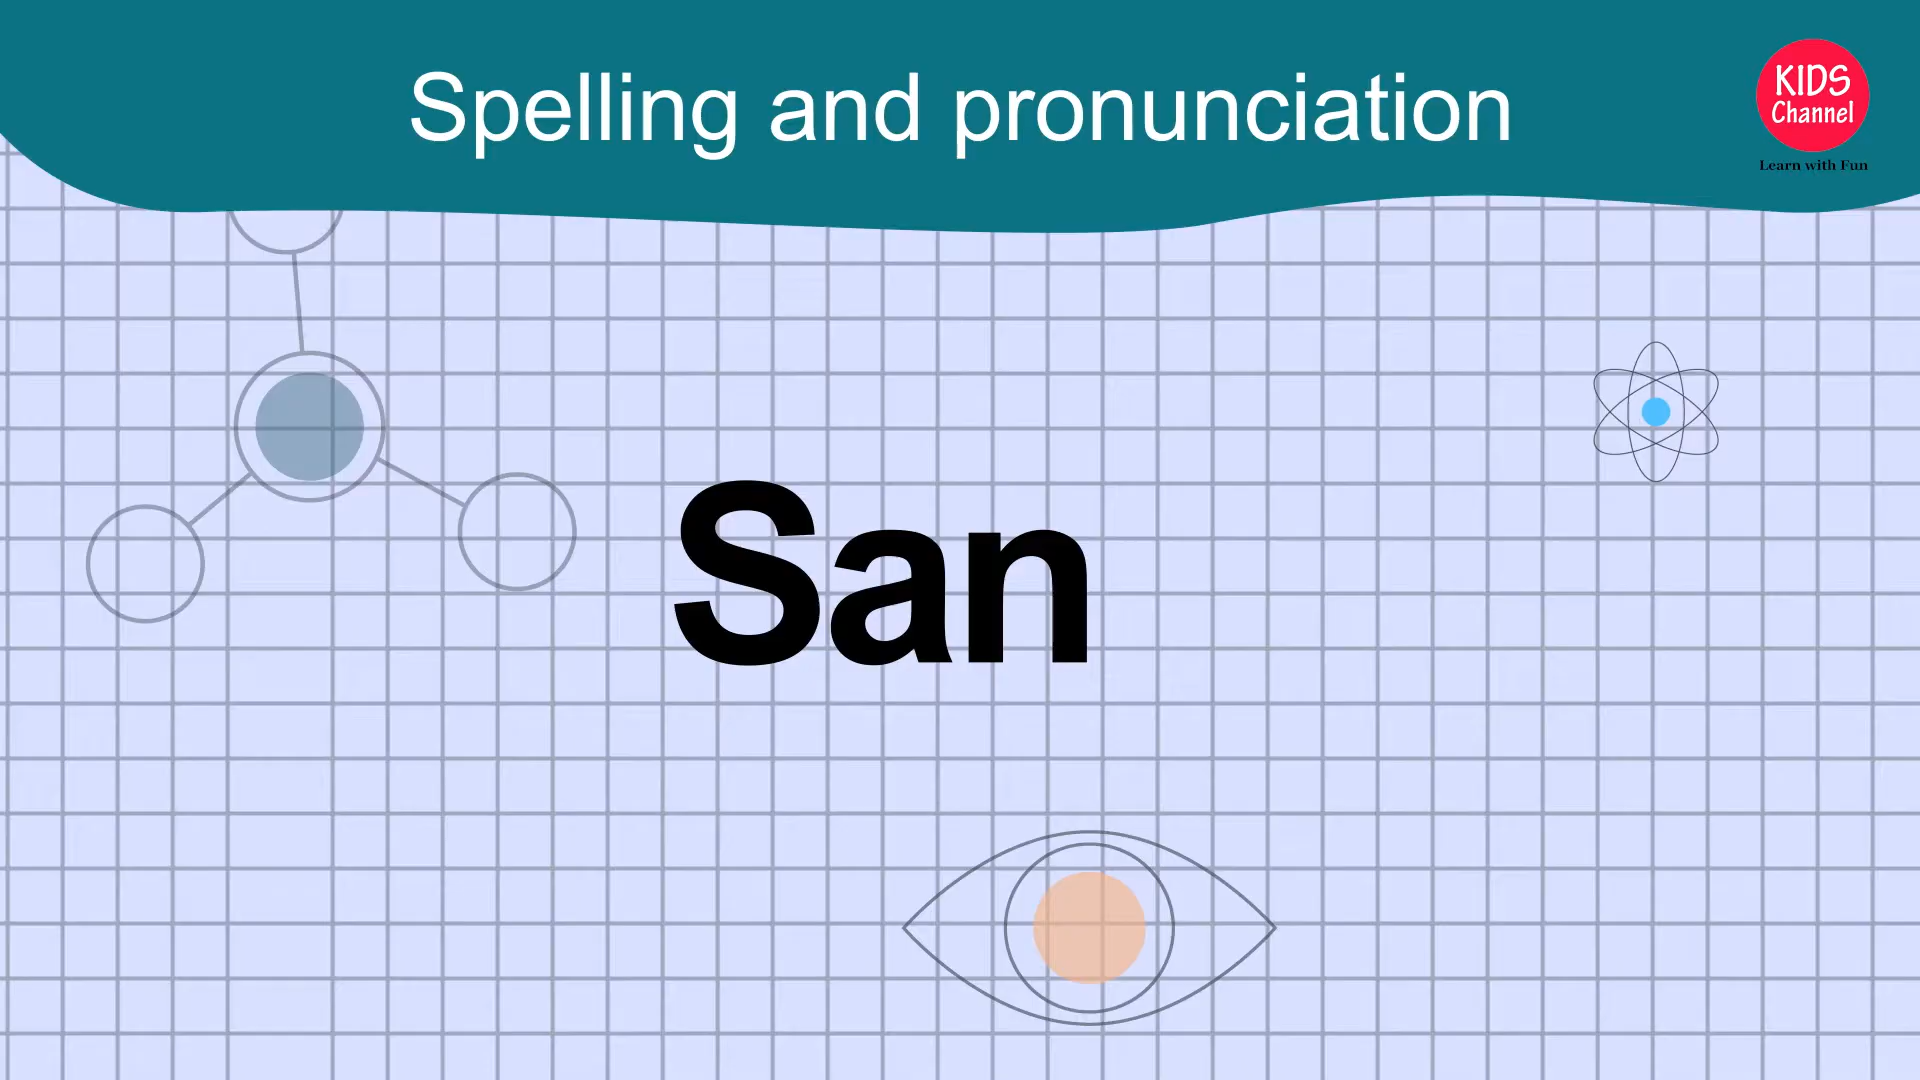 Spelling and pronunciation
KIDS
Channel
Learn with Fun
San